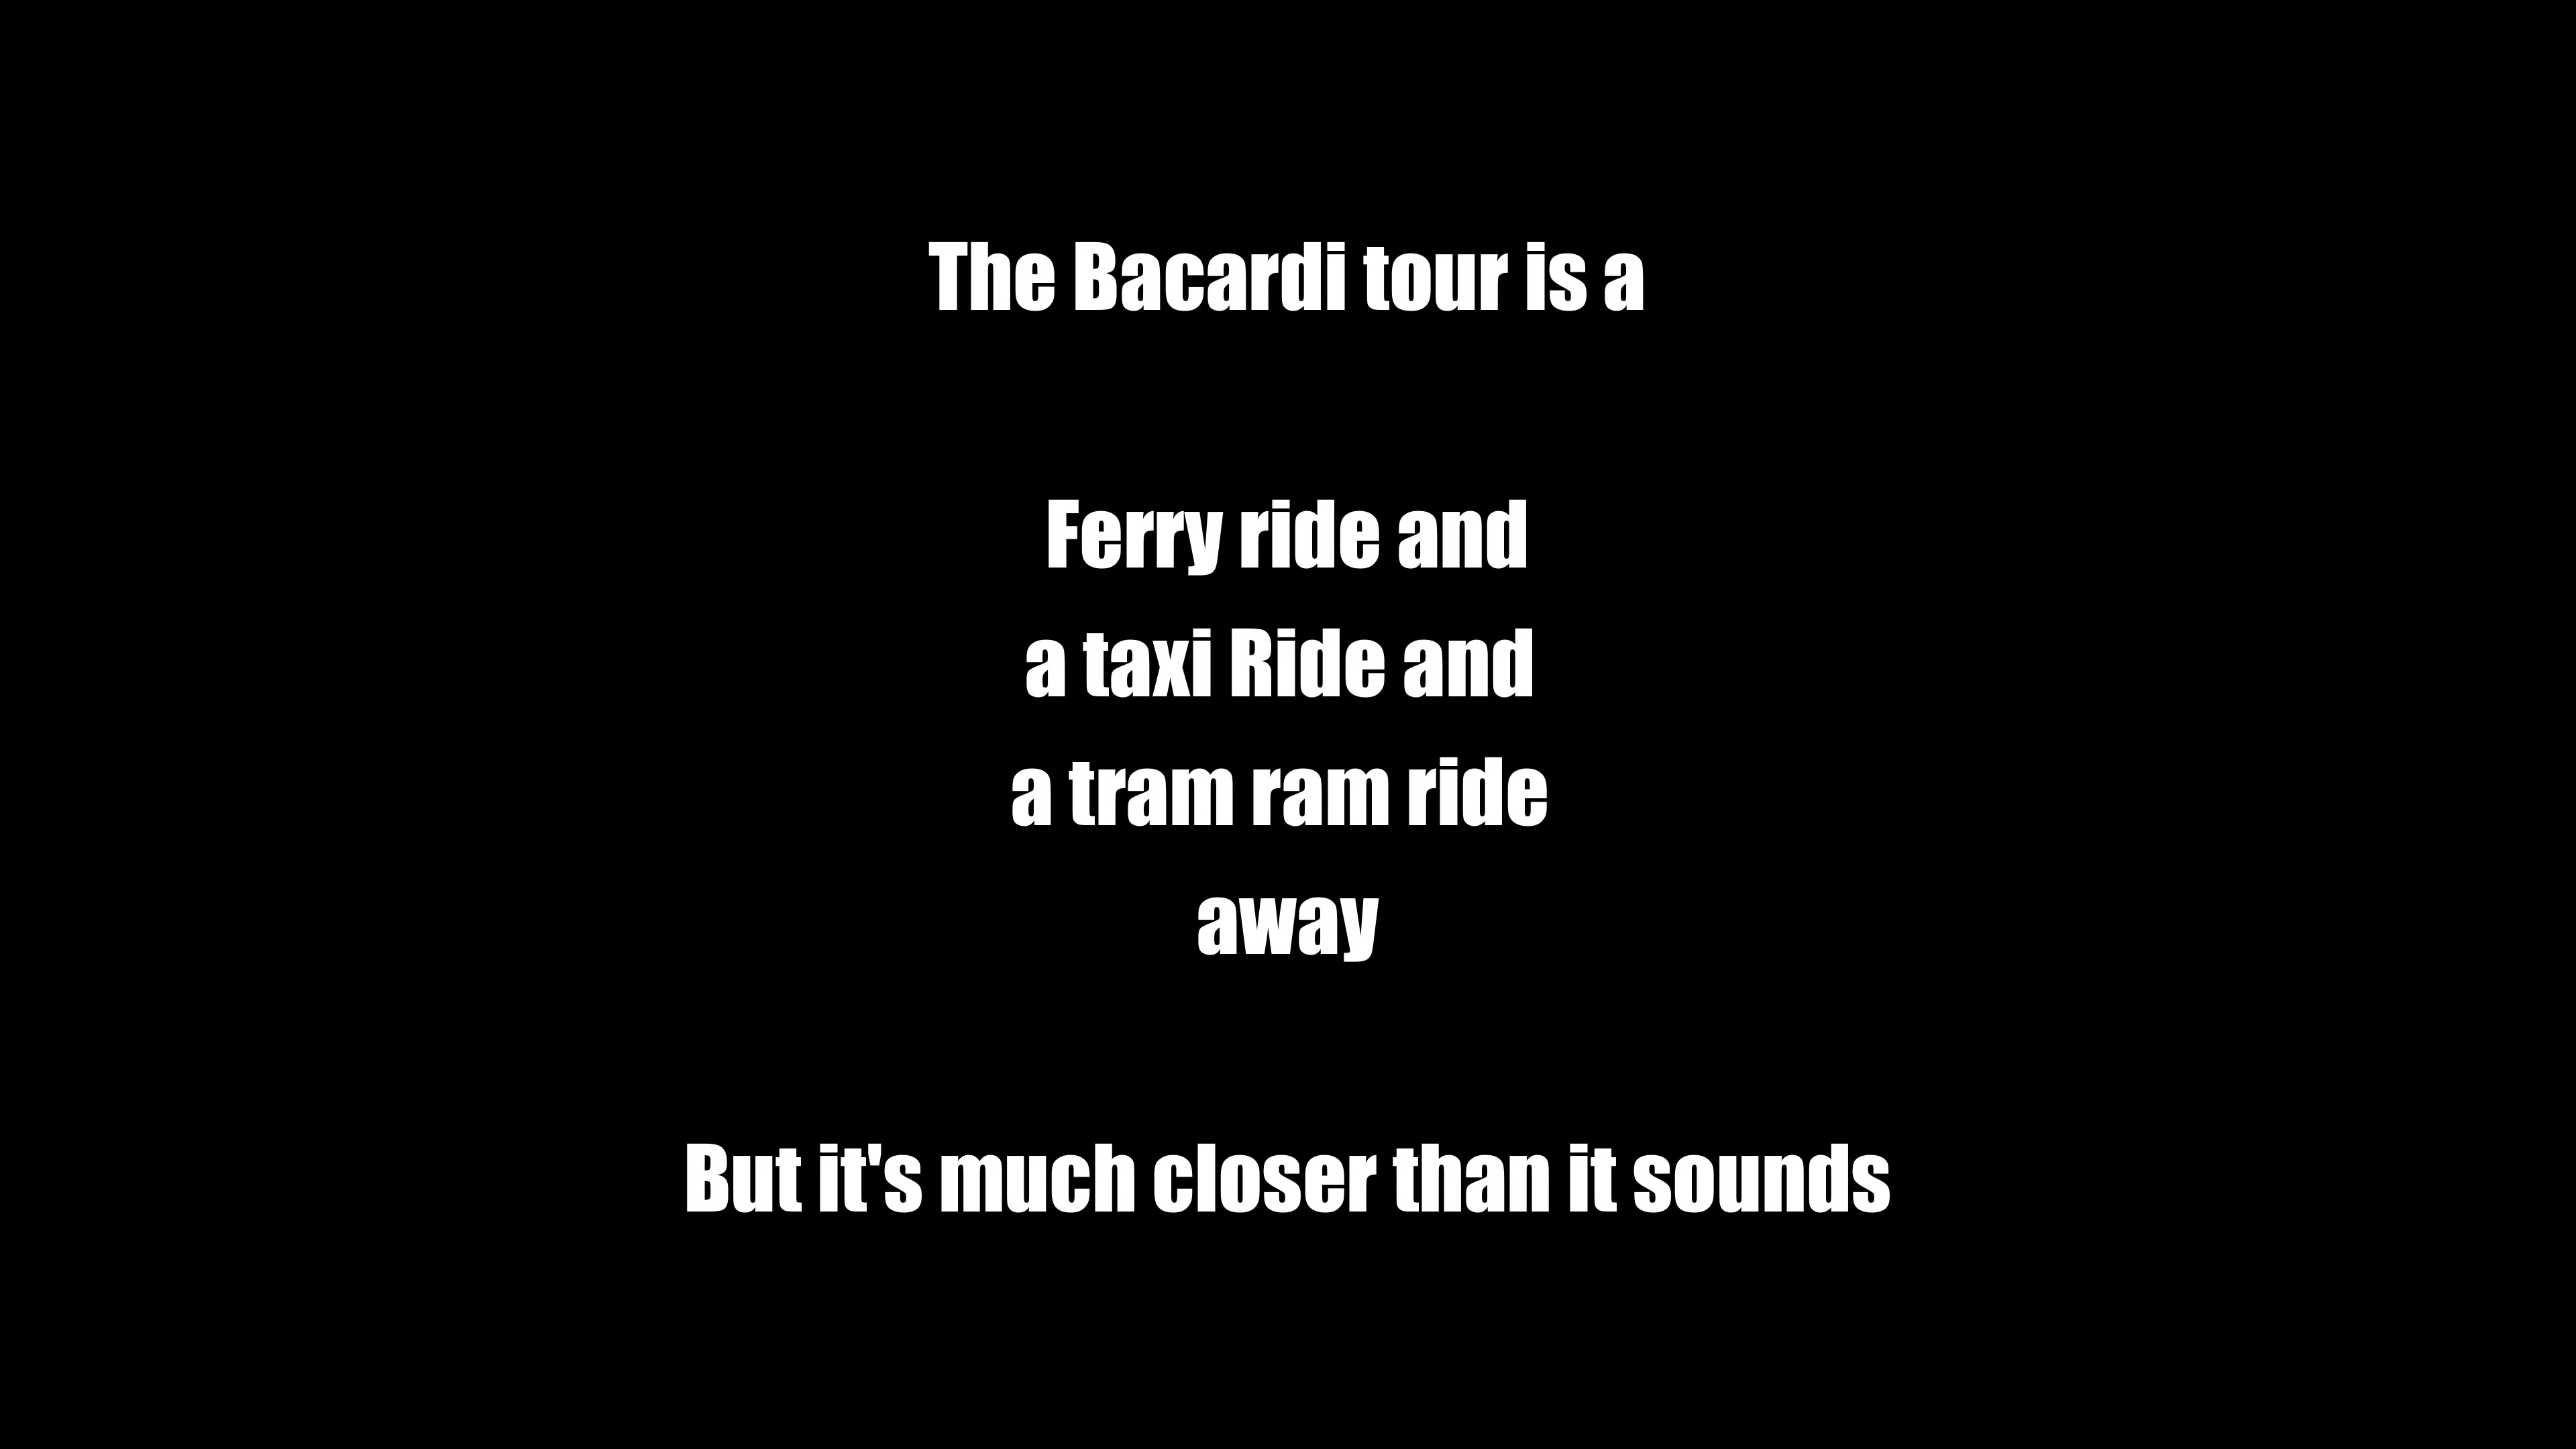 The Bacardi tour is a
Ferry ride and
a taxi Ride and
a tram ram ride
away
But it's much closer than it sounds